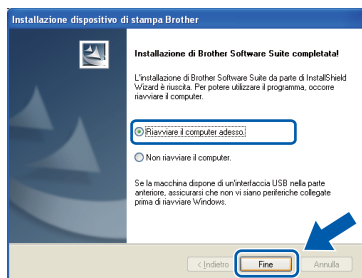 Installazione dispositivo di stampa Brother
Installazione di Brother Software Suite completata!
L'installazione di Brother Software Suite da parte di InstallShield
Wizard è riuscita. Per potere utilizzare il programma, occorre
riavviare il computer.
Riavviare il computer adesso.
Non riavviare il computer.
Se la macchina dispone di un'interfaccia USB nella parte
anteriore, assicurarsi che non vi siano periferiche collegate
prima di riavviare Windows.
< Indietro
Fine
Annulla